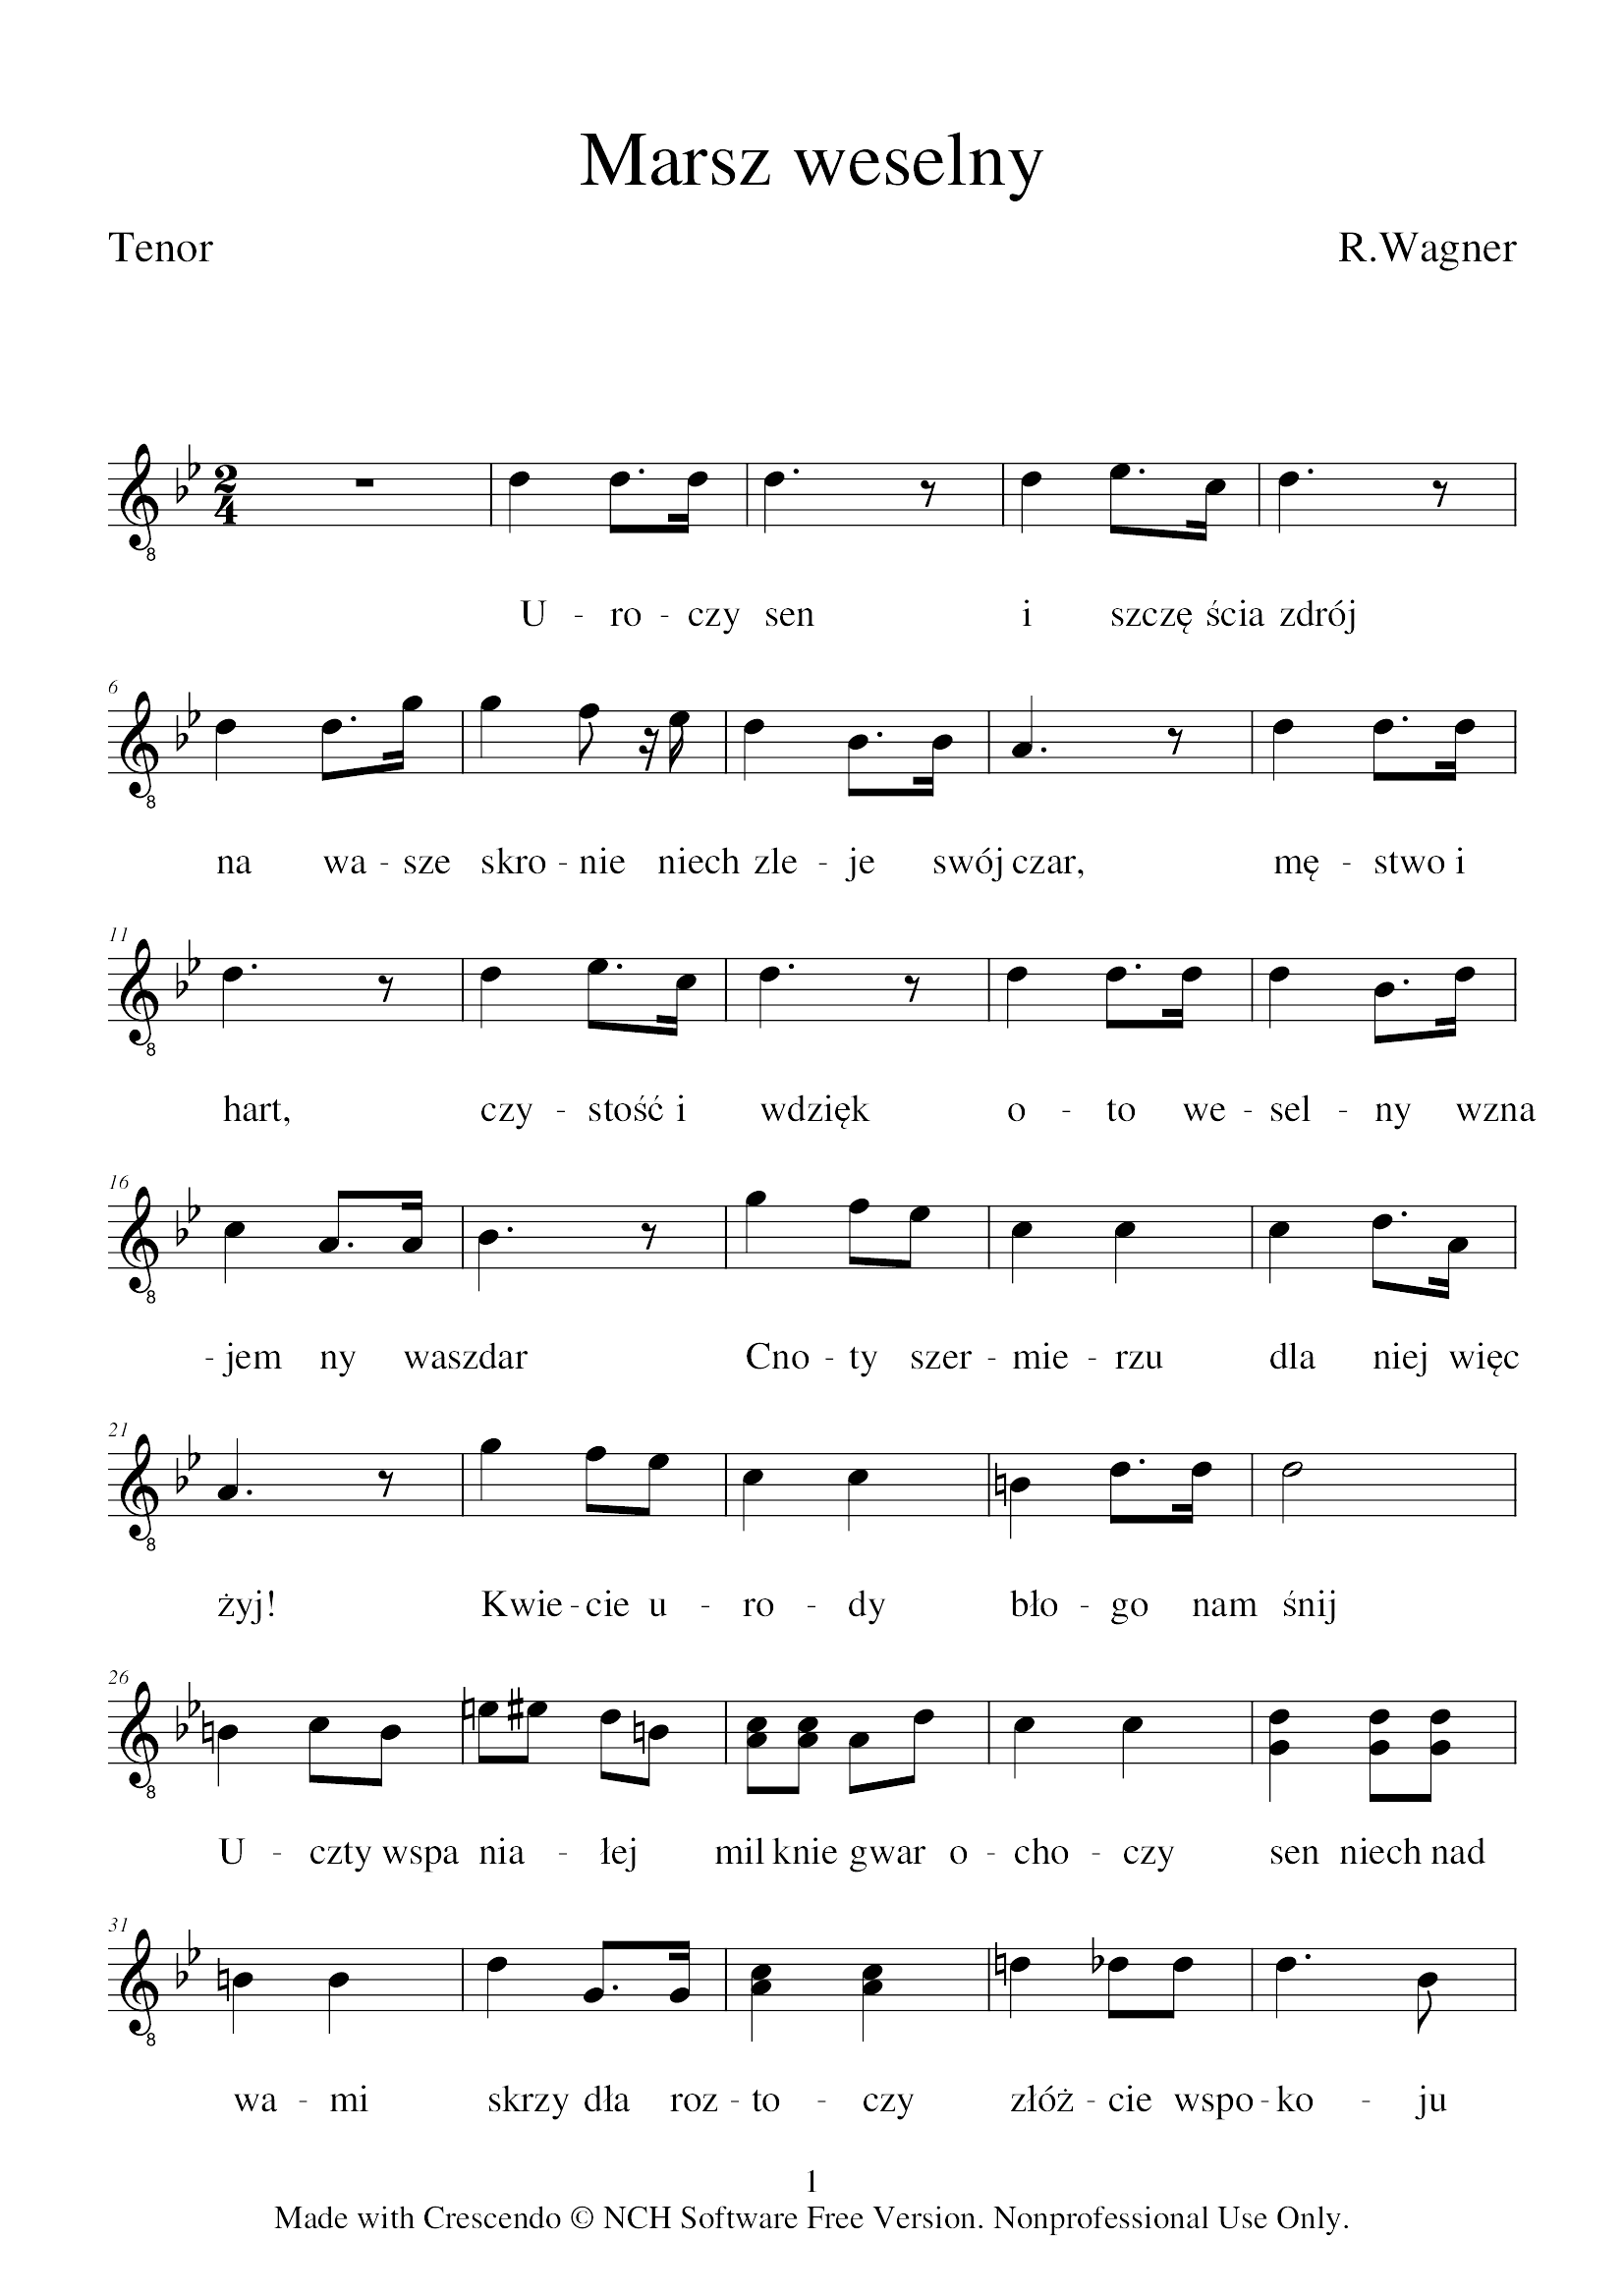 Marsz weselny
Tenor R.Wagner
2
4
8
U - ro - czy sen i szczę ścia zdrój
6
8
na wa - sze skro - nie niech zle - je swój czar, mę - stwo i
11
8
hart, czy - stość i wdzięk o - to we - sel - ny wzna
16
8
- jem ny waszdar Cno - ty szer - mie - rzu dla niej więc
21
8
żyj! Kwie - cie u - ro - dy bło - go nam śnij
26
8
U - czty wspa nia - łej mil knie gwar o - cho - czy sen niech nad
31
8
wa - mi skrzy dła roz - to - czy złóż - cie wspo - ko - ju
1
Made with Crescendo © NCH Software Free Version. Nonprofessional Use Only.